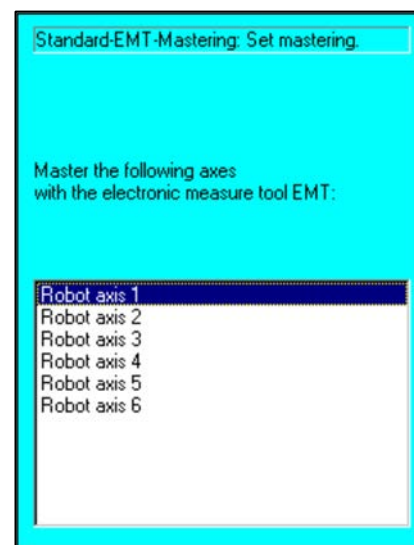 Standard-EMT-Mastering: Set mastering.
Master the following axes
with the electronic measure tool EMT:
Robot axis 1
Robot axis 2
Robot axis 3
Robot axis 4
Robot axis 5
Robot axis 6